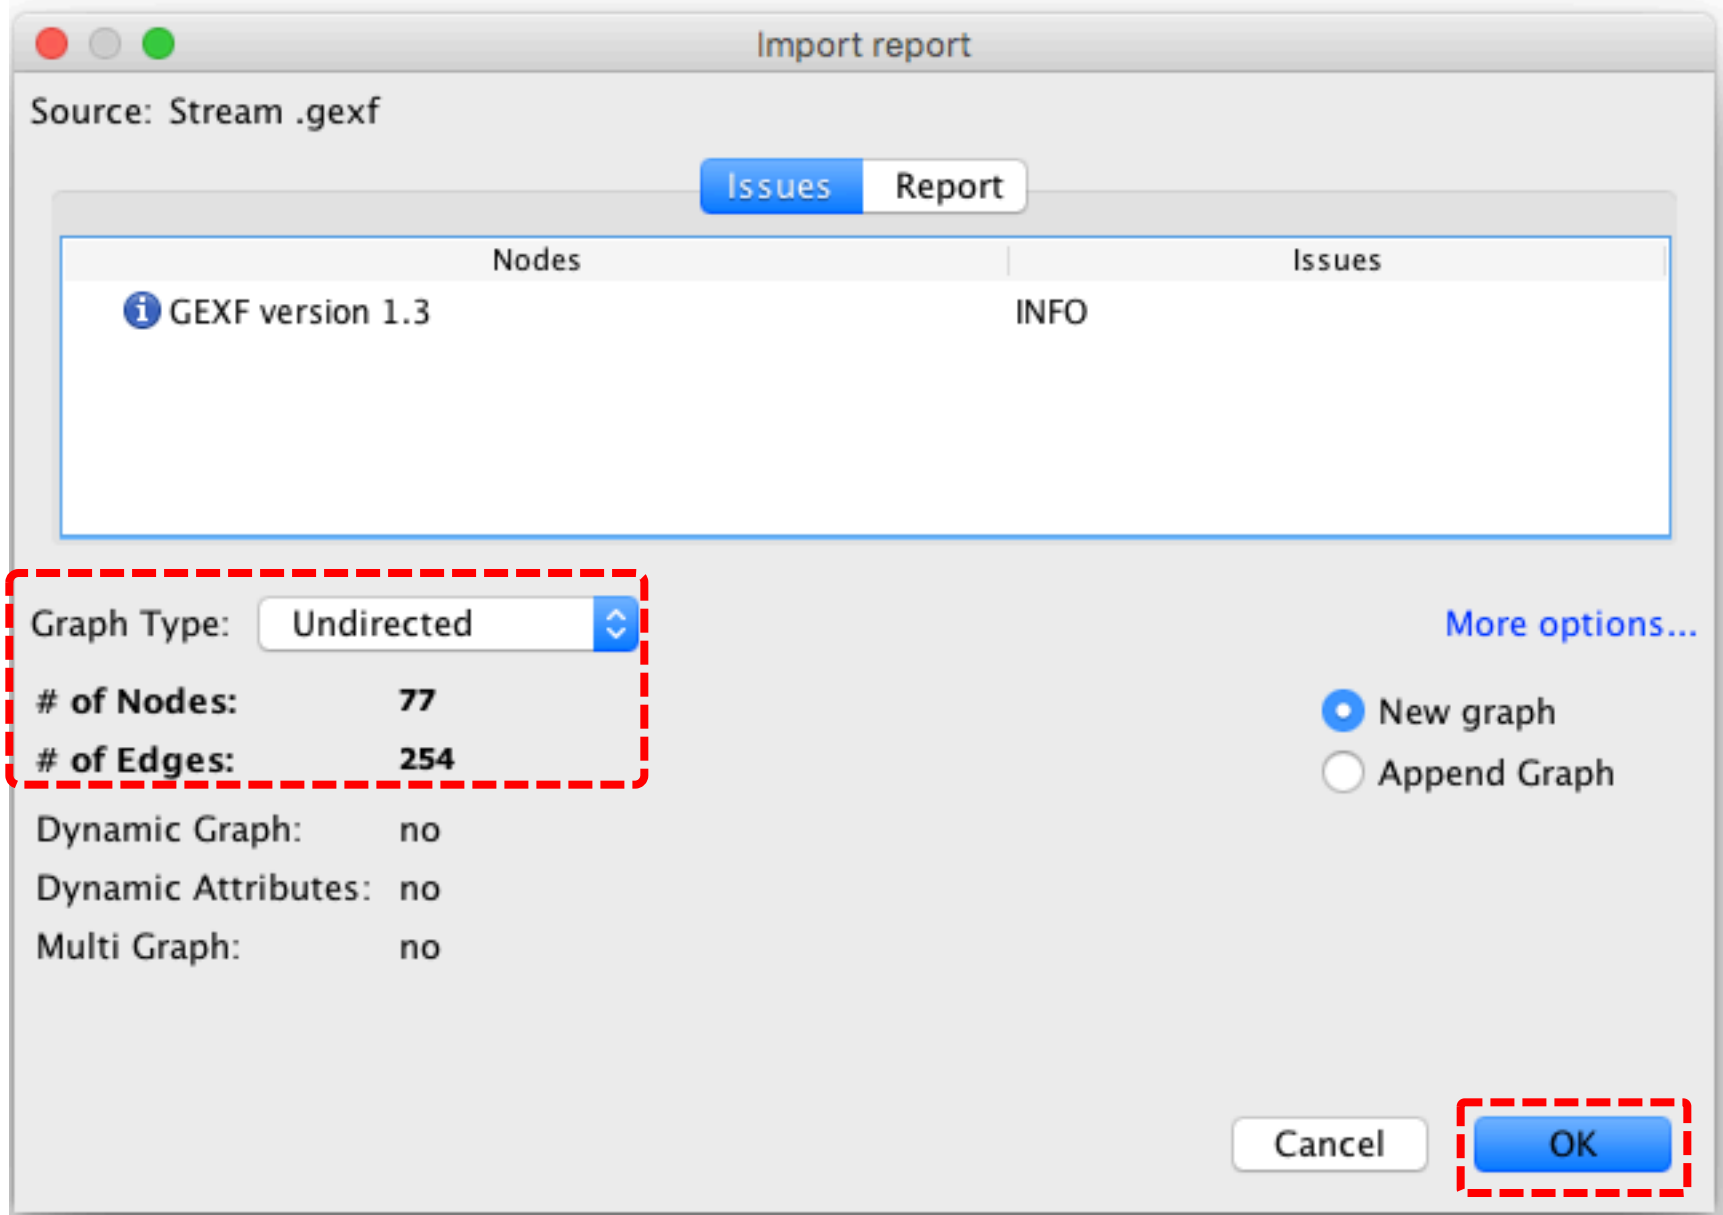 Import report
Source: Stream .gexf
Issues Report
Nodes Issues
GEXF version 1.3 INFO
Graph Type: Undirected More options...
# of Nodes: 77
New graph
# of Edges: 254
Append Graph
Dynamic Graph: no
Dynamic Attributes: no
Multi Graph: no
Cancel OK